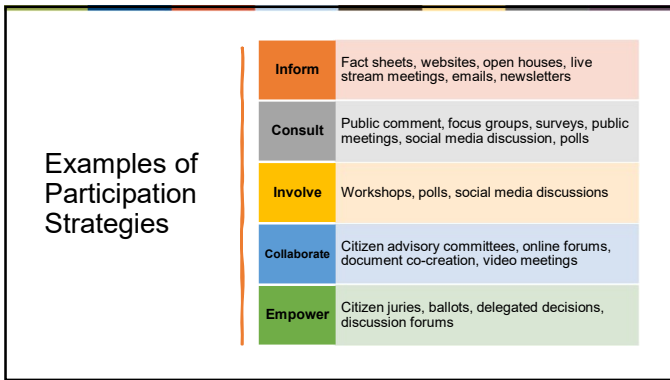 Examples of
Participation
Strategies
Inform
Fact sheets, websites, open houses, live
stream meetings, emails, newsletters
Consult
Public comment, focus groups, surveys, public
meetings, social media discussion, polls
Involve
Workshops, polls, social media discussions
Collaborate
Citizen advisory committees, online forums,
document co-creation, video meetings
Empower
Citizen juries, ballots, delegated decisions,
discussion forums